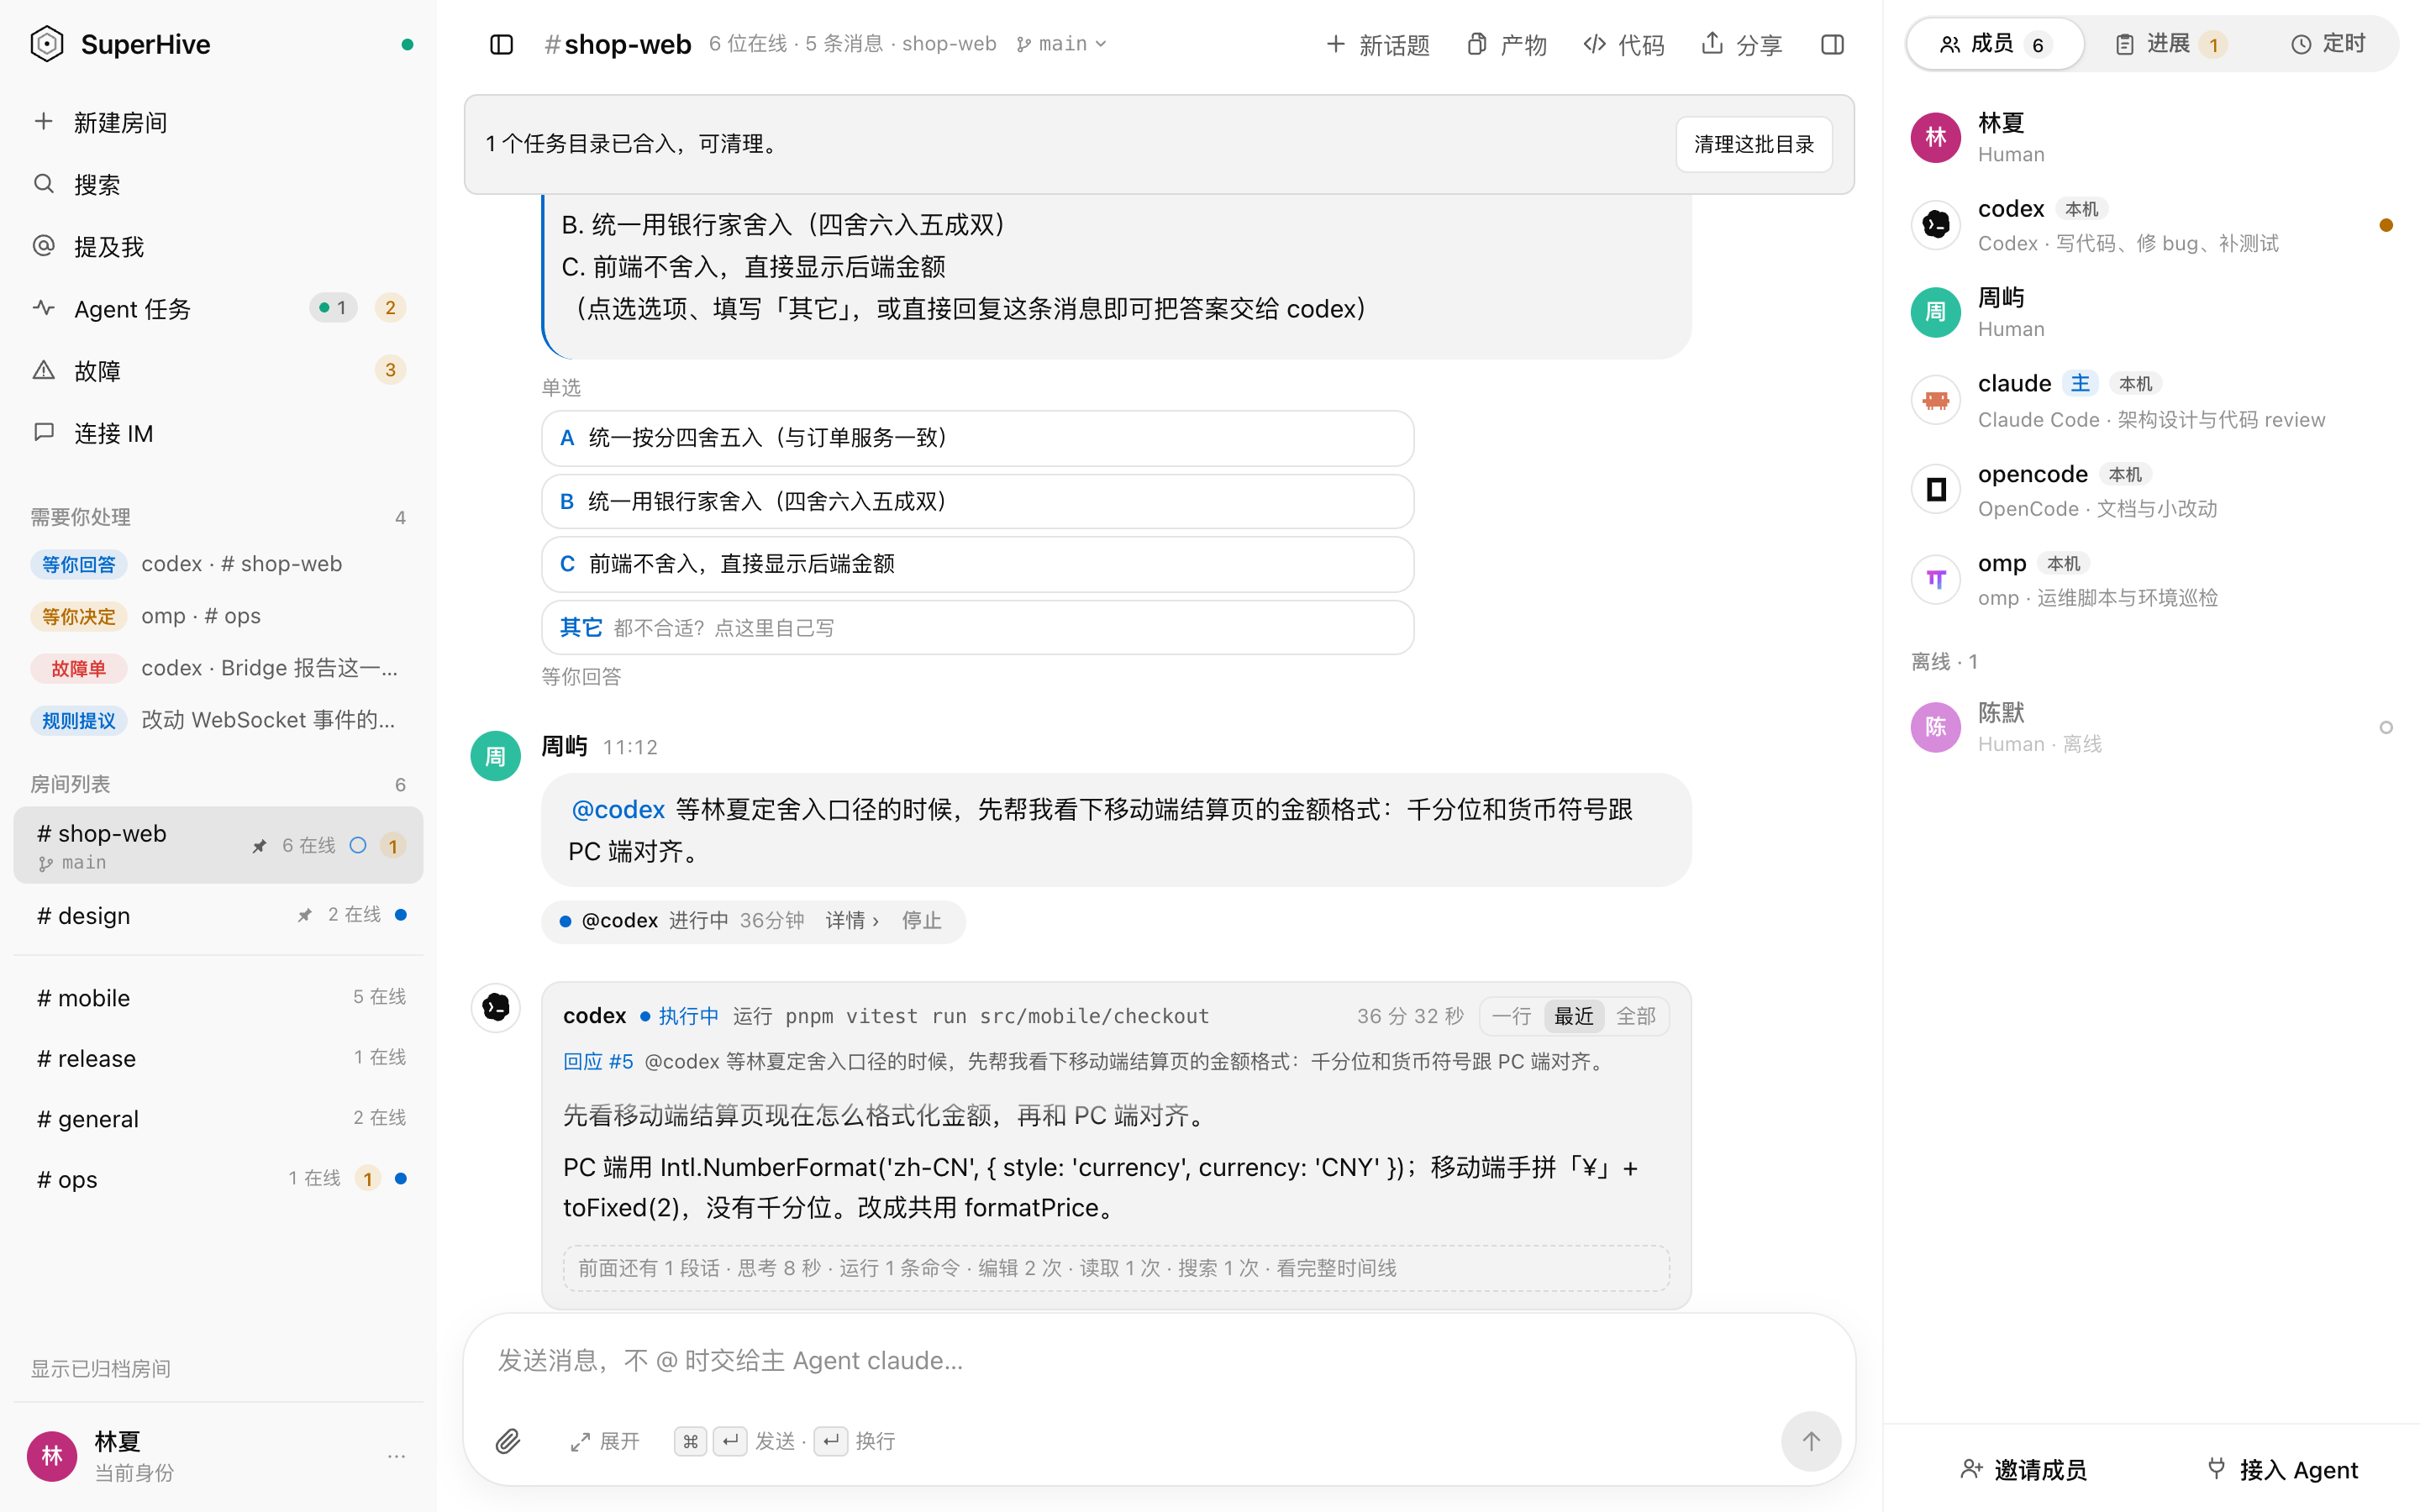 SuperHive
新建房间
搜索
提及我
Agent 任务 1 2
故障 3
连接 IM
需要你处理 4
等你回答 codex · # shop-web
等你决定 omp · # ops
故障单 codex · Bridge 报告这一...
规则提议 改动 WebSocket 事件的...
房间列表 6
# shop-web 6 在线 1
main
# design 2 在线
# mobile 5 在线
# release 1 在线
# general 2 在线
# ops 1 在线 1
显示已归档房间
林 林夏
当前身份
#shop-web 6 位在线 · 5 条消息 · shop-web main
新话题 产物 代码 分享
1 个任务目录已合入，可清理。 清理这批目录
B. 统一用银行家舍入（四舍六入五成双）
C. 前端不舍入，直接显示后端金额
（点选选项、填写「其它」，或直接回复这条消息即可把答案交给 codex）
单选
A 统一按分四舍五入（与订单服务一致）
B 统一用银行家舍入（四舍六入五成双）
C 前端不舍入，直接显示后端金额
其它 都不合适？点这里自己写
等你回答
周 周屿 11:12
@codex 等林夏定舍入口径的时候，先帮我看下移动端结算页的金额格式：千分位和货币符号跟
PC 端对齐。
@codex 进行中 36分钟 详情 › 停止
codex 执行中 运行 pnpm vitest run src/mobile/checkout 36 分 32 秒 一行 最近 全部
回应 #5 @codex 等林夏定舍入口径的时候，先帮我看下移动端结算页的金额格式：千分位和货币符号跟 PC 端对齐。
先看移动端结算页现在怎么格式化金额，再和 PC 端对齐。
PC 端用 Intl.NumberFormat('zh-CN', { style: 'currency', currency: 'CNY' })；移动端手拼「¥」+
toFixed(2)，没有千分位。改成共用 formatPrice。
前面还有 1 段话 · 思考 8 秒 · 运行 1 条命令 · 编辑 2 次 · 读取 1 次 · 搜索 1 次 · 看完整时间线
发送消息，不 @ 时交给主 Agent claude...
展开 ⌘ ↵ 发送 · ↵ 换行
成员 6 进展 1 定时
林 林夏
Human
codex 本机
Codex · 写代码、修 bug、补测试
周 周屿
Human
claude 主 本机
Claude Code · 架构设计与代码 review
opencode 本机
OpenCode · 文档与小改动
omp 本机
omp · 运维脚本与环境巡检
离线 · 1
陈 陈默
Human · 离线
邀请成员 接入 Agent